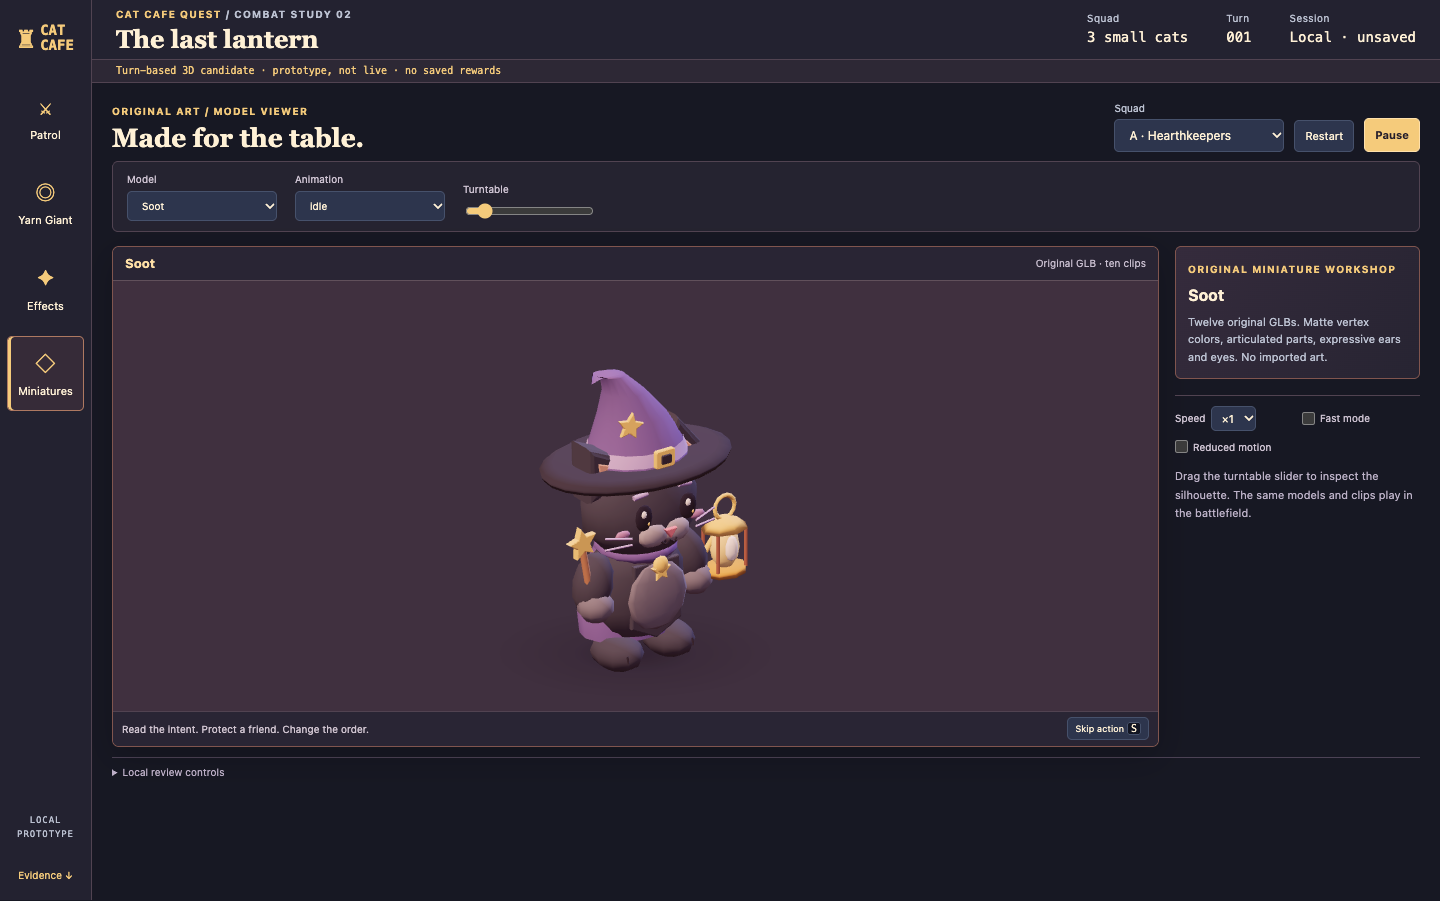 CAT
CAFE
CAT CAFE QUEST / COMBAT STUDY 02
The last lantern
Squad
3 small cats
Turn
001
Session
Local · unsaved
Turn-based 3D candidate · prototype, not live · no saved rewards
Patrol
Yarn Giant
Effects
Miniatures
LOCAL
PROTOTYPE
Evidence ↓
ORIGINAL ART / MODEL VIEWER
Made for the table.
Squad
A · Hearthkeepers
Restart
Pause
Model
Soot
Animation
idle
Turntable
Soot
Original GLB · ten clips
Read the intent. Protect a friend. Change the order.
Skip action S
ORIGINAL MINIATURE WORKSHOP
Soot
Twelve original GLBs. Matte vertex
colors, articulated parts, expressive ears
and eyes. No imported art.
Speed
×1
Fast mode
Reduced motion
Drag the turntable slider to inspect the
silhouette. The same models and clips play in
the battlefield.
Local review controls